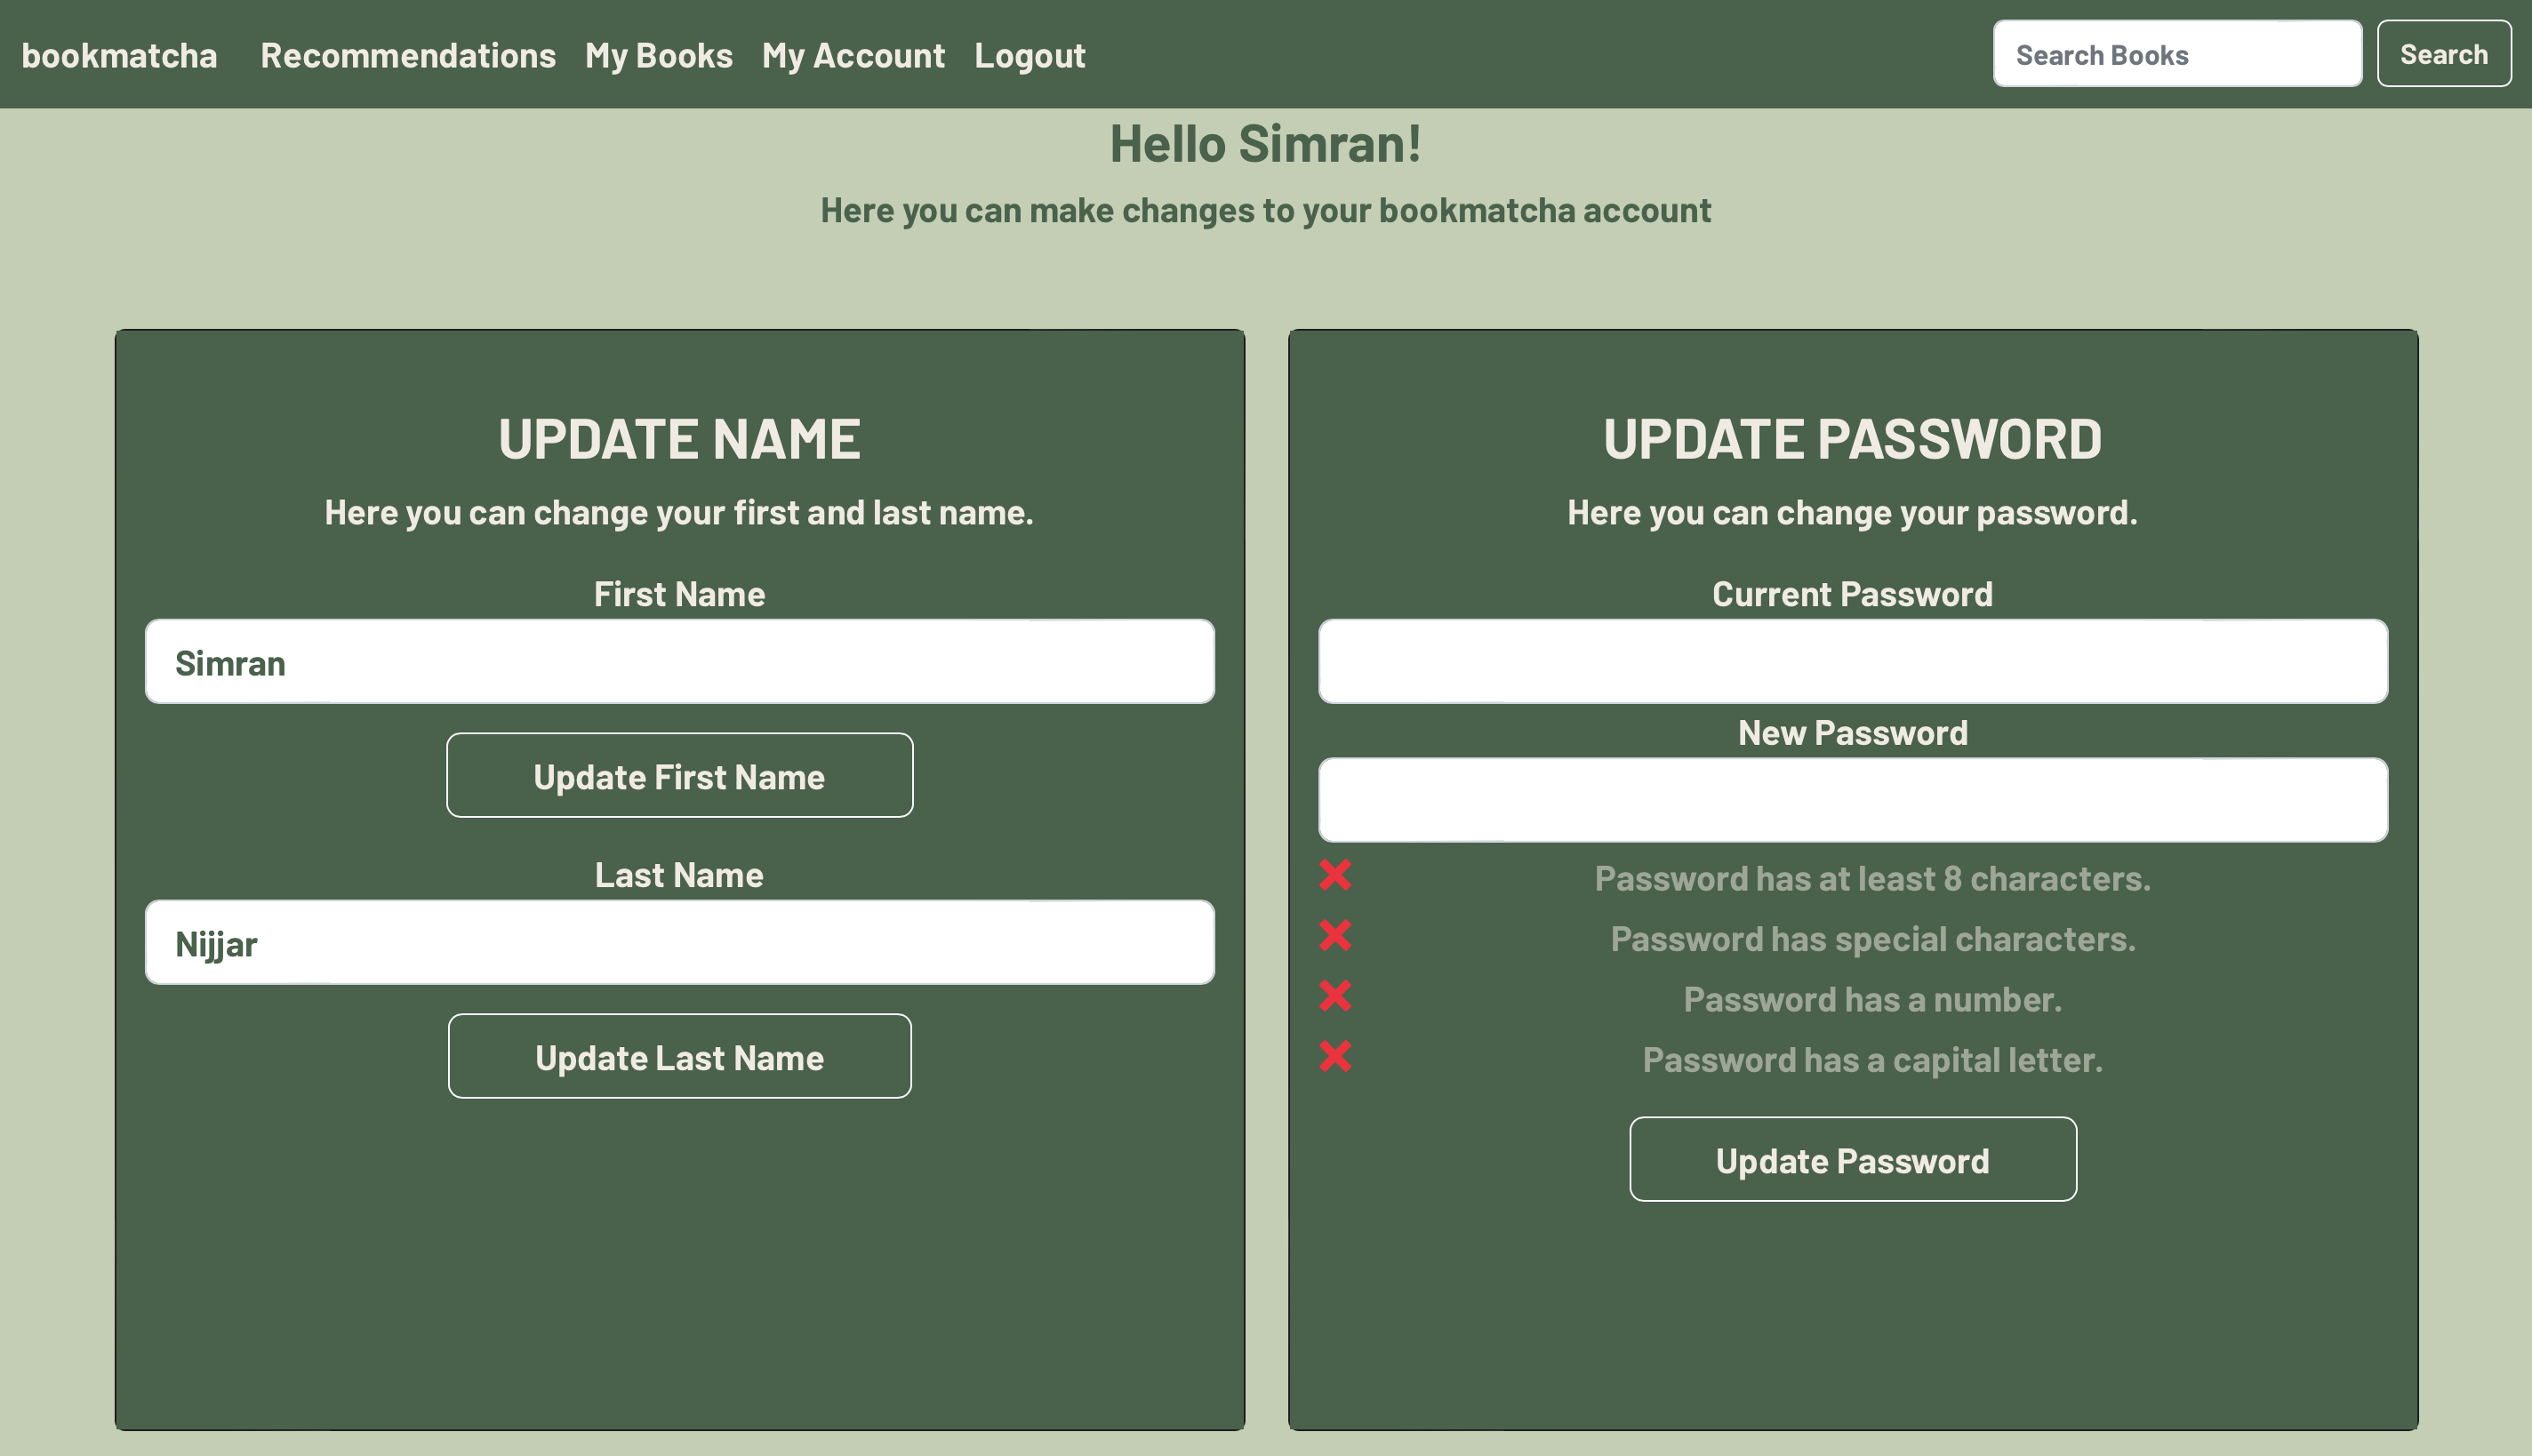 bookmatcha Recommendations My Books My Account Logout Search Books Search
Hello Simran!
Here you can make changes to your bookmatcha account
UPDATE NAME
Here you can change your first and last name.
First Name
Simran
Update First Name
Last Name
Nijjar
Update Last Name
UPDATE PASSWORD
Here you can change your password.
Current Password
New Password
Password has at least 8 characters.
Password has special characters.
Password has a number.
Password has a capital letter.
Update Password